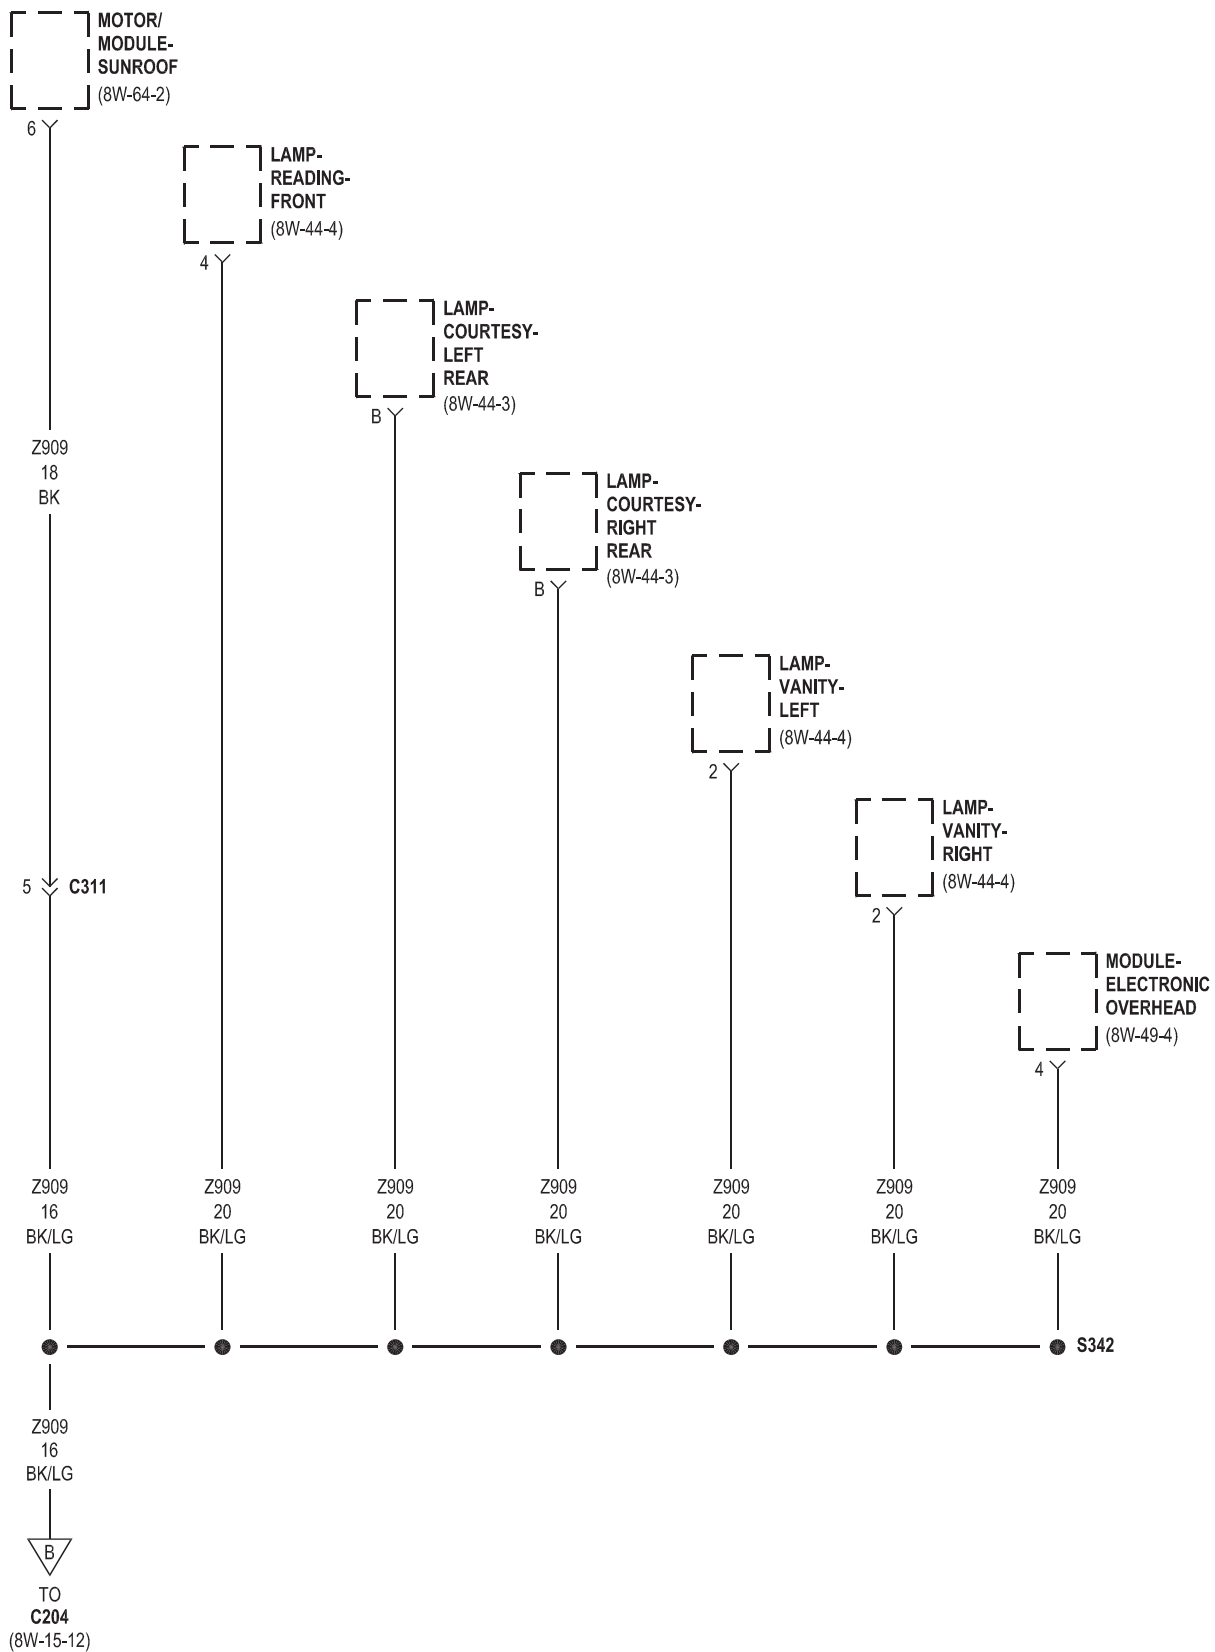 MOTOR/
MODULE-
SUNROOF
(8W-64-2)
6
LAMP-
READING-
FRONT
(8W-44-4)
4
LAMP-
COURTESY-
LEFT
REAR
(8W-44-3)
B
Z909
18
BK
LAMP-
COURTESY-
RIGHT
REAR
(8W-44-3)
B
LAMP-
VANITY-
LEFT
(8W-44-4)
2
LAMP-
VANITY-
RIGHT
(8W-44-4)
2
5 C311
MODULE-
ELECTRONIC
OVERHEAD
(8W-49-4)
4
Z909 Z909 Z909 Z909 Z909 Z909 Z909
16 20 20 20 20 20 20
BK/LG BK/LG BK/LG BK/LG BK/LG BK/LG BK/LG
S342
Z909
16
BK/LG
B
TO
C204
(8W-15-12)